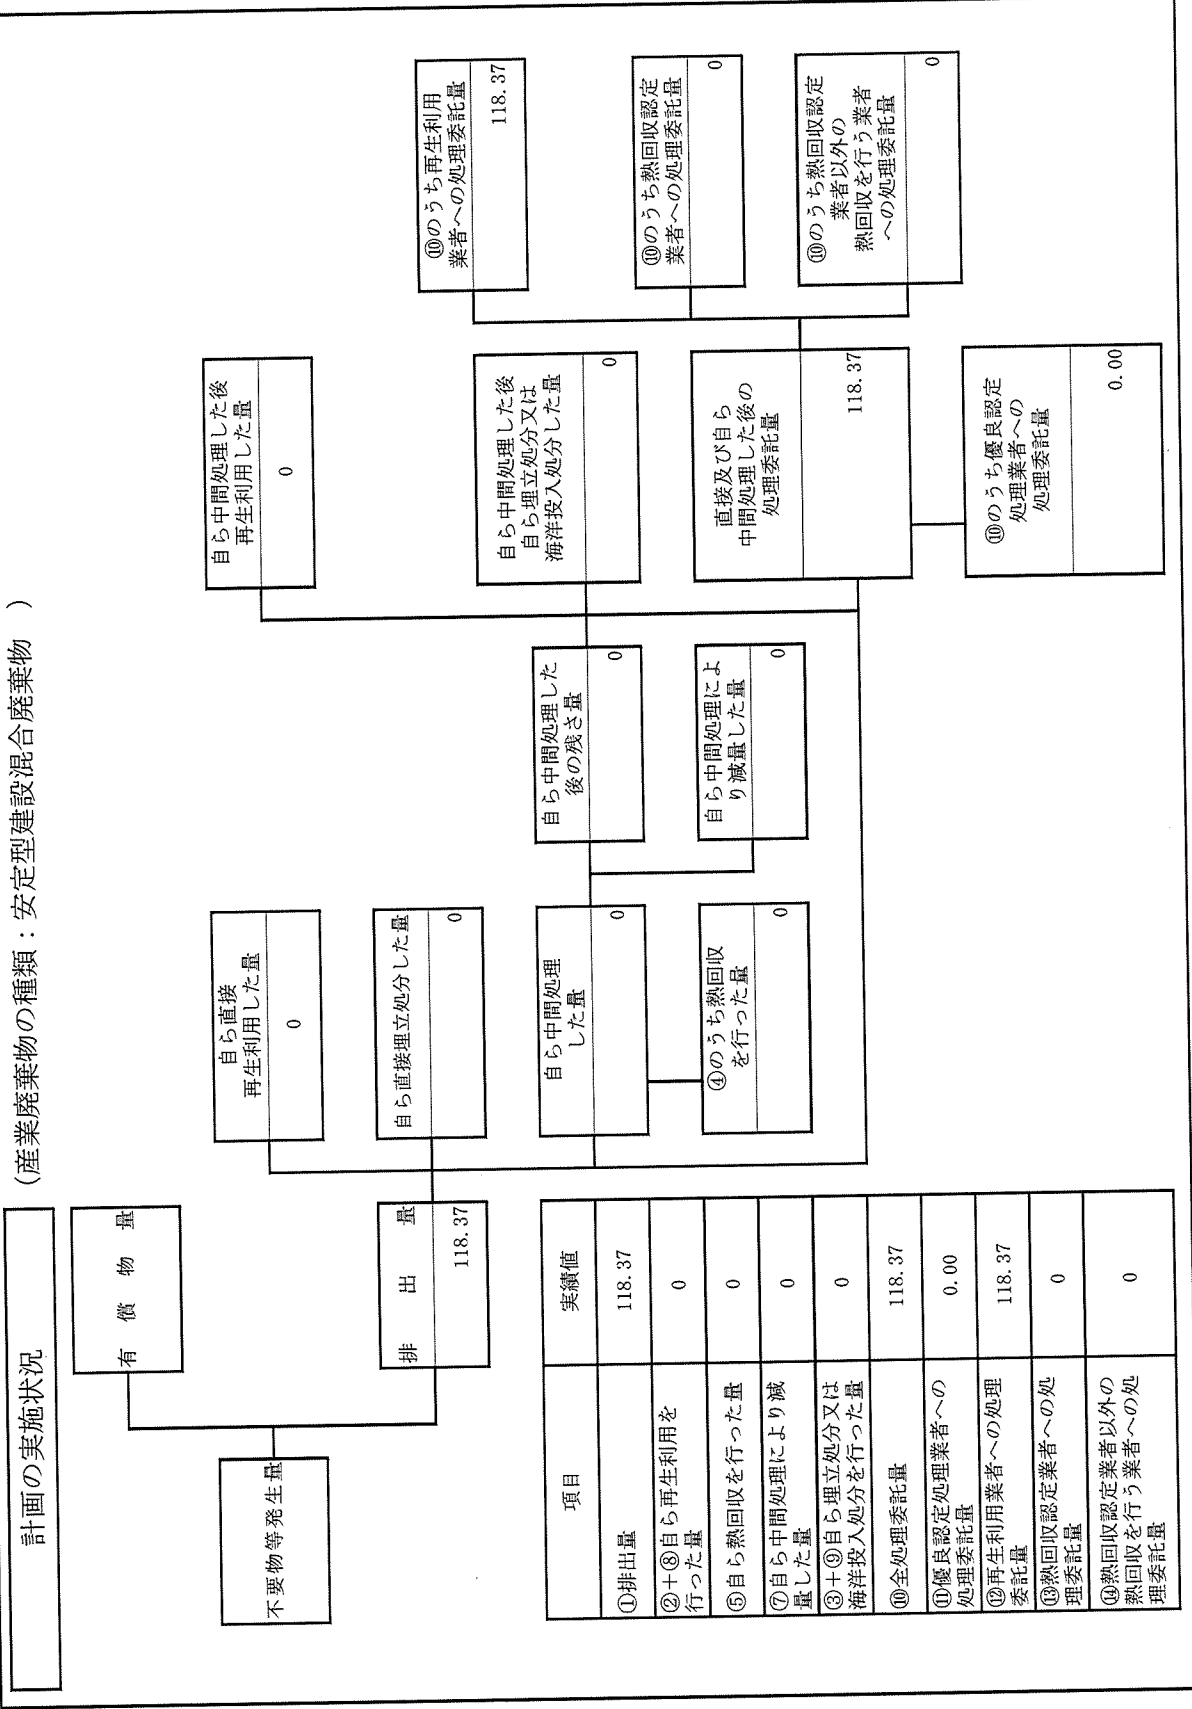 計画の実施状況
(産業廃棄物の種類:安定型建設混合廃棄物 )
不要物等発生量
有 償 物 量
排 出 量
118.37
自ら直接
再生利用した量
0
自ら直接埋立処分した量
0
自ら中間処理
した量
0
④のうち熱回収
を行った量
0
自ら中間処理した
後の残さ量
0
自ら中間処理によ
り減量した量
0
自ら中間処理した後
再生利用した量
0
自ら中間処理した後
自ら埋立処分又は
海洋投入処分した量
0
直接及び自ら
中間処理した後の
処理委託量
118.37
⑩のうち優良認定
処理業者への
処理委託量
0.00
⑩のうち再生利用
業者への処理委託量
118.37
⑩のうち熱回収認定
業者への処理委託量
0
⑩のうち熱回収認定
業者以外の
熱回収を行う業者
への処理委託量
0
項目 実績値
①排出量 118.37
②+⑧自ら再生利用を
行った量 0
⑤自ら熱回収を行った量 0
⑦自ら中間処理により減
量した量 0
③+⑨自ら埋立処分又は
海洋投入処分を行った量 0
⑩全処理委託量 118.37
⑪優良認定処理業者への
処理委託量 0.00
⑫再生利用業者への処理
委託量 118.37
⑬熱回収認定業者への処
理委託量 0
⑭熱回収認定業者以外の
熱回収を行う業者への処
理委託量 0